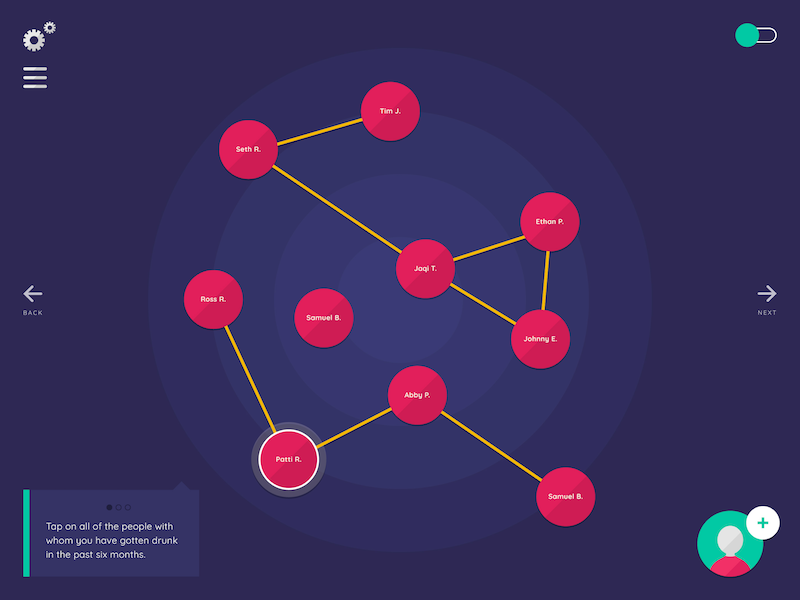 Tim J.
Seth R.
Ethan P.
Jaqi T.
Ross R.
Samuel B.
Johnny E.
BACK
NEXT
Abby P.
Patti R.
Samuel B.
Tap on all of the people with
whom you have gotten drunk
in the past six months.